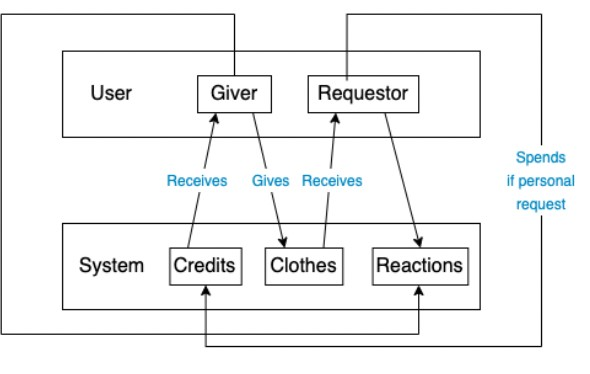 User
Giver
Requestor
Receives
Gives
Receives
Spends
if personal
request
System
Credits
Clothes
Reactions